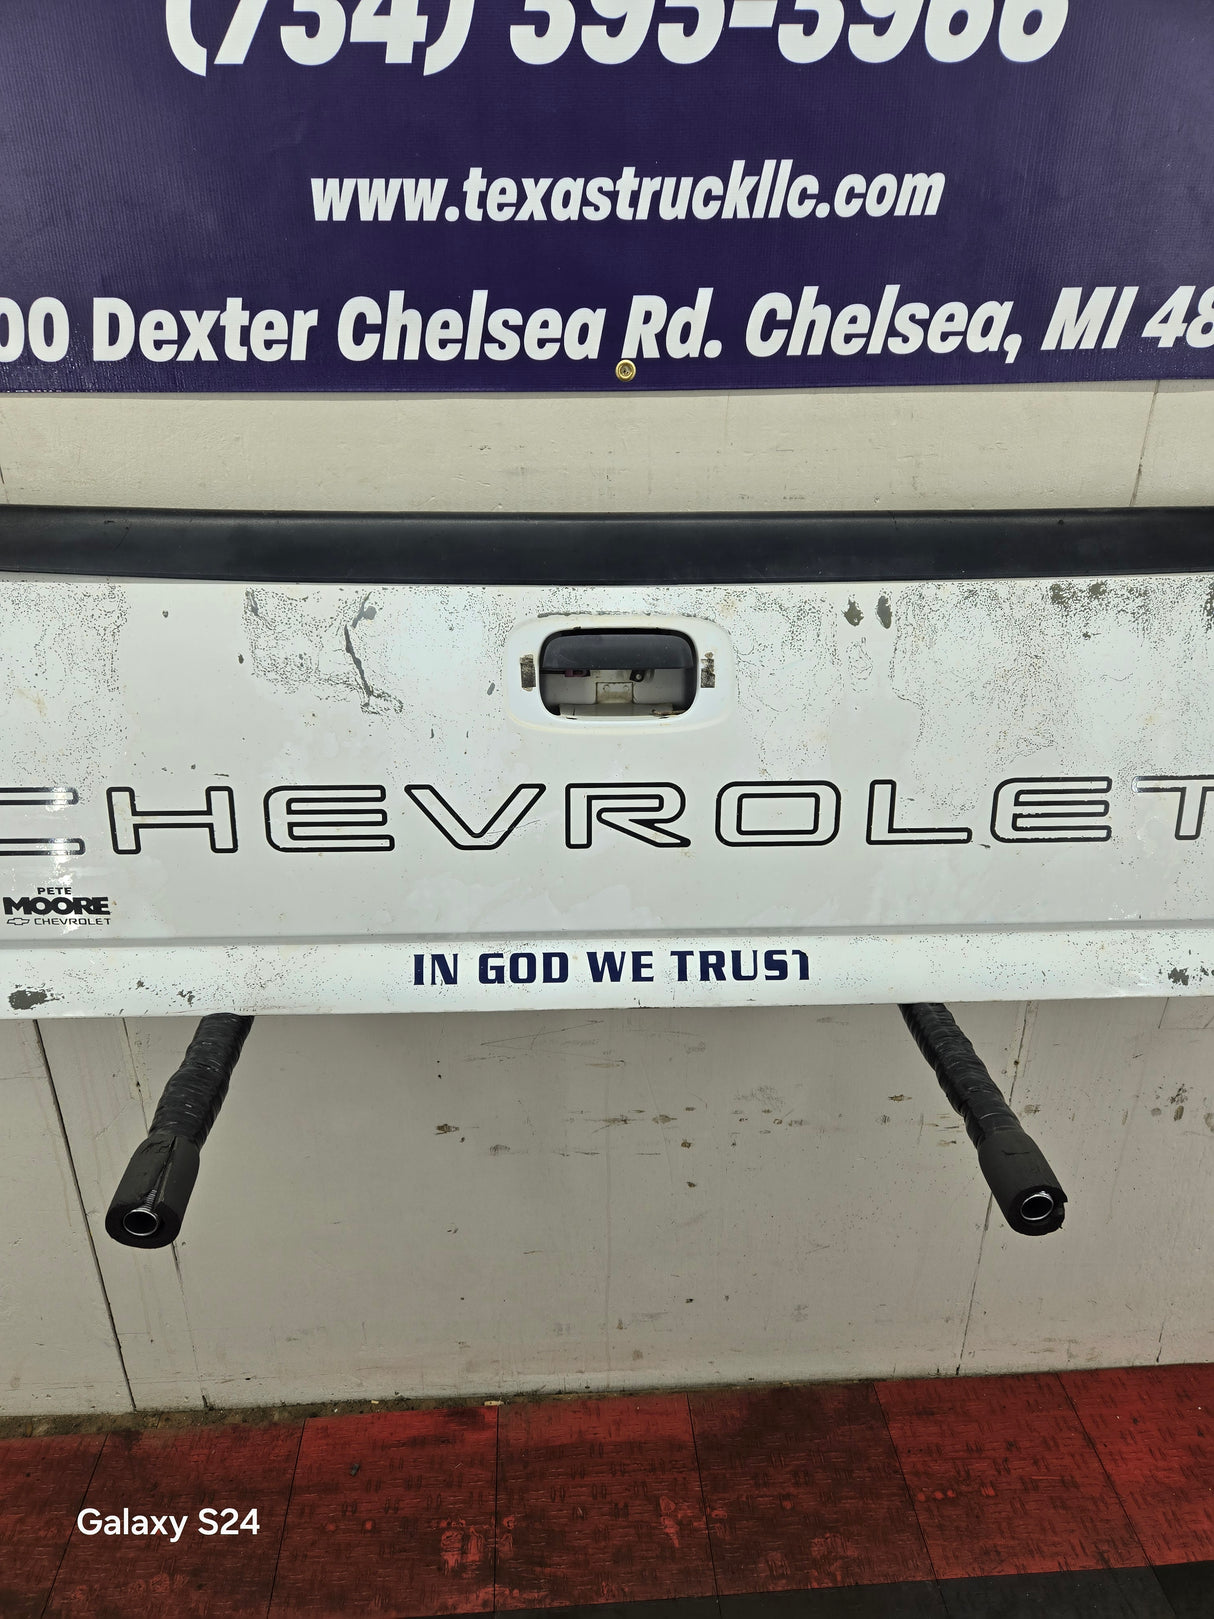 (734) 395-3966
www.texastruckllc.com
00 Dexter Chelsea Rd. Chelsea, MI 48
CHEVROLET
PETE
MOORE
CHEVROLET
IN GOD WE TRUST
Galaxy S24